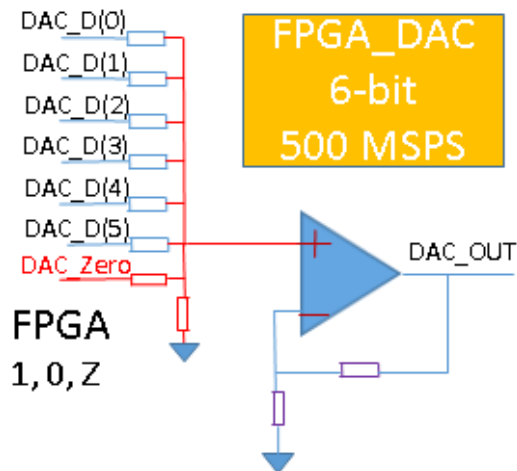 DAC_D(0)
DAC_D(1)
DAC_D(2)
DAC_D(3)
DAC_D(4)
DAC_D(5)
DAC_Zero
FPGA
1, 0, Z
FPGA_DAC
6-bit
500 MSPS
DAC_OUT